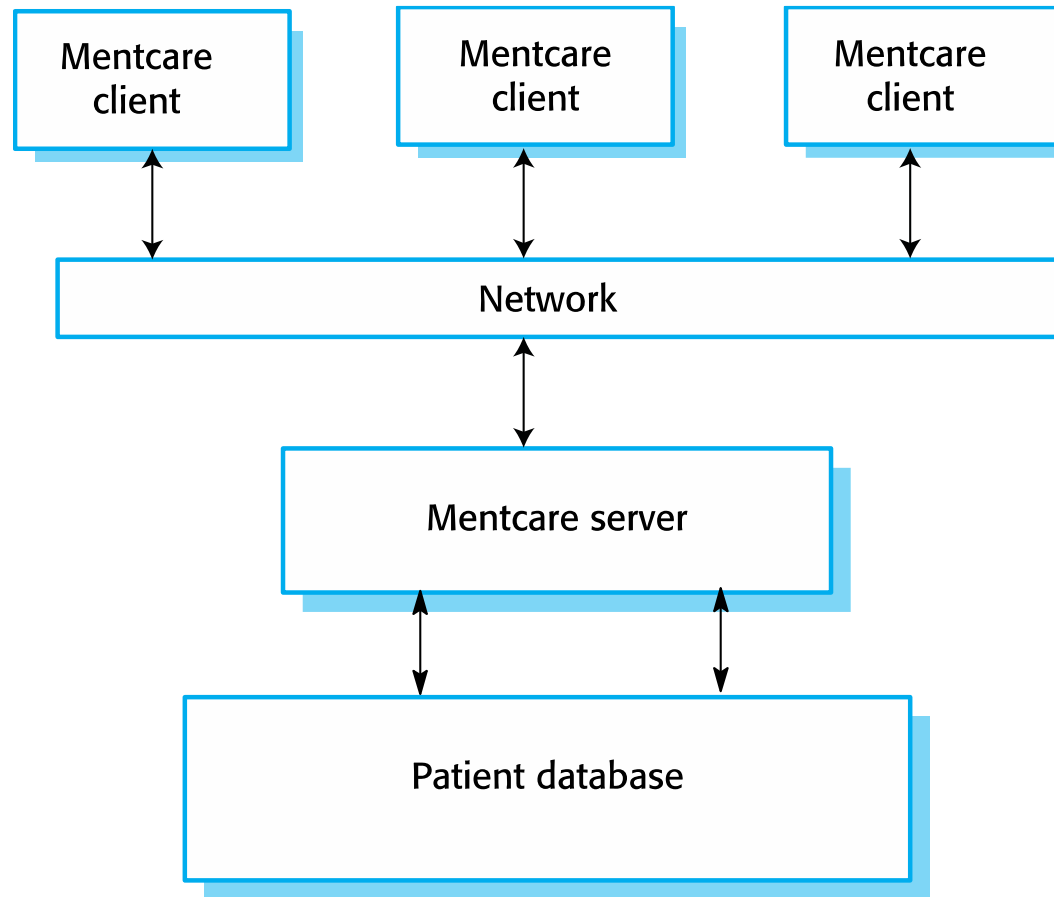 Mentcare
client
Mentcare
client
Mentcare
client
Network
Mentcare server
Patient database